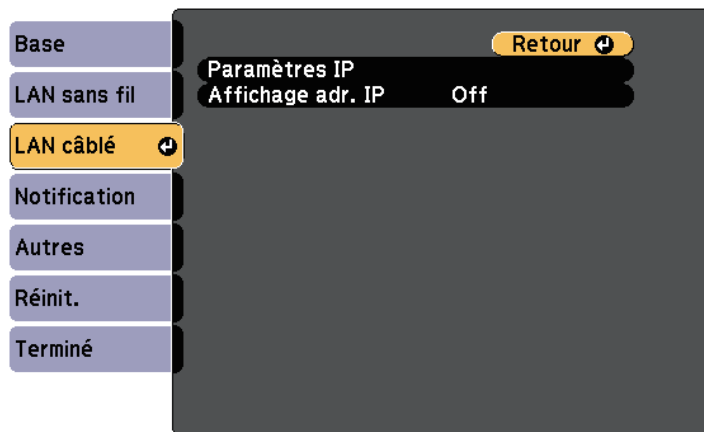 Base
LAN sans fil
LAN câblé
Notification
Autres
Réinit.
Terminé
Retour
Paramètres IP
Affichage adr. IP Off